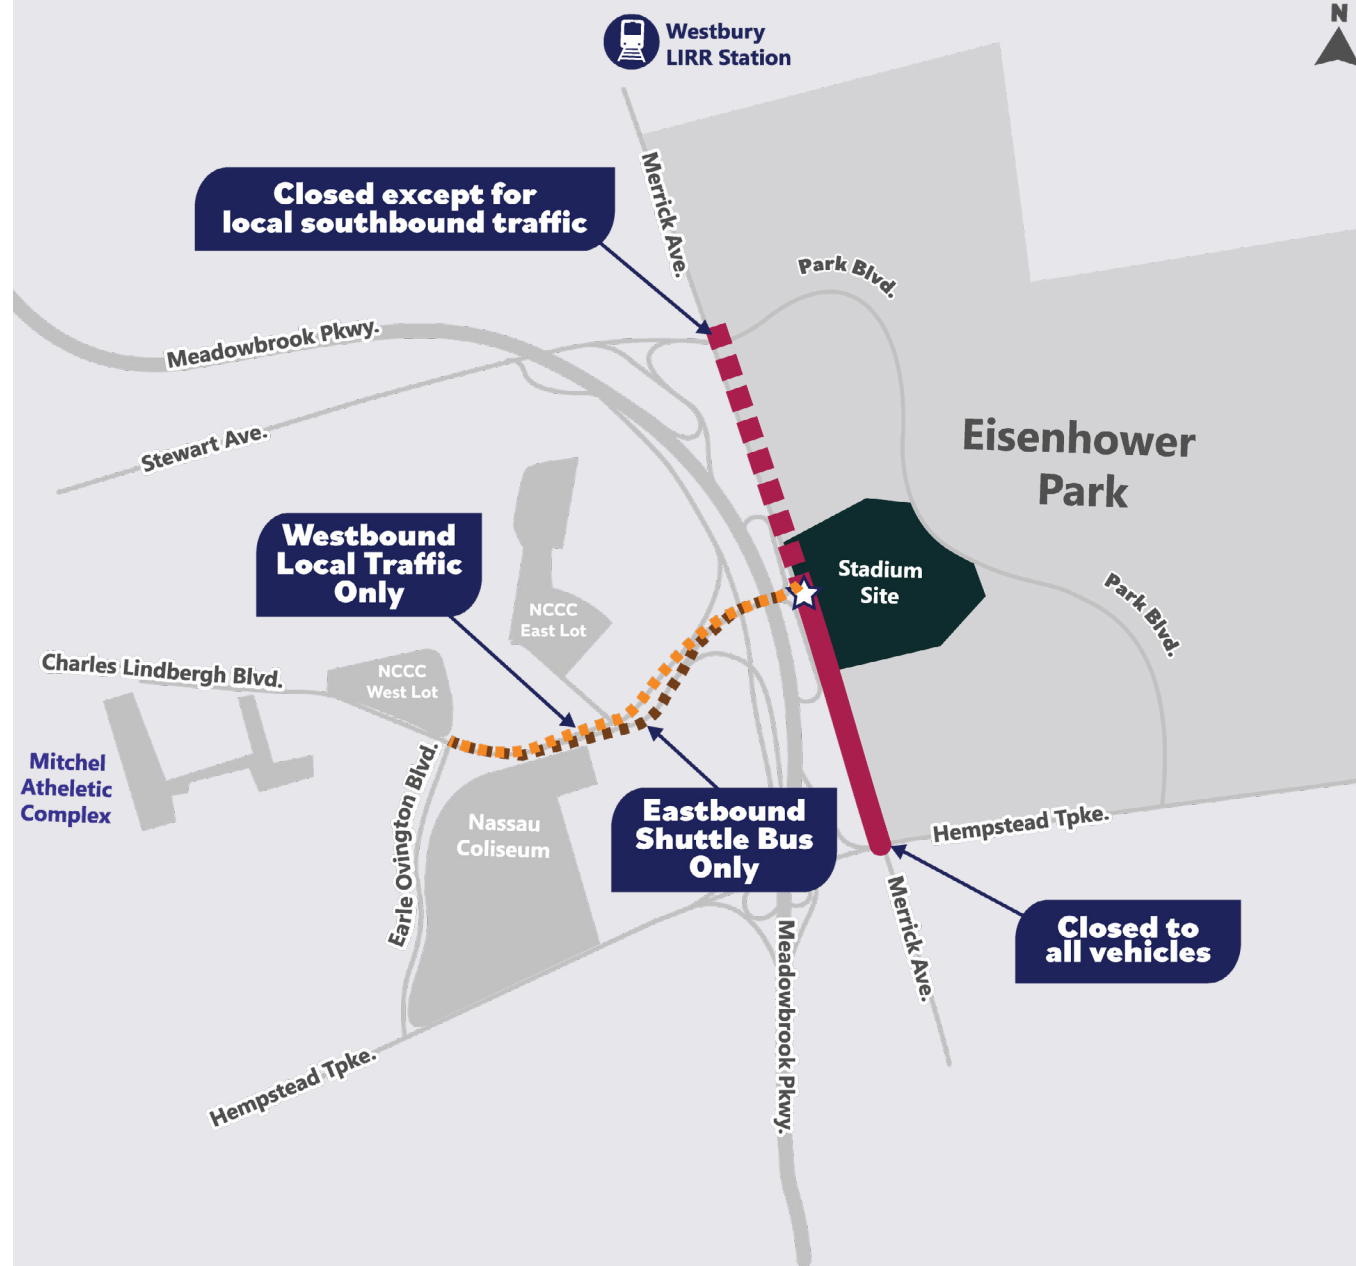 N
Westbury
LIRR Station
Merrick Ave.
Closed except for
local southbound traffic
Park Blvd.
Meadowbrook Pkwy.
Stewart Ave.
Eisenhower
Park
Westbound
Local Traffic
Only
Stadium
Site
NCCC
East Lot
Park Blvd.
Charles Lindbergh Blvd.
NCCC
West Lot
Mitchel
Atheletic
Complex
Earle Ovington Blvd.
Nassau
Coliseum
Eastbound
Shuttle Bus
Only
Hempstead Tpke.
Merrick Ave.
Closed to
all vehicles
Meadowbrook Pkwy.
Hempstead Tpke.